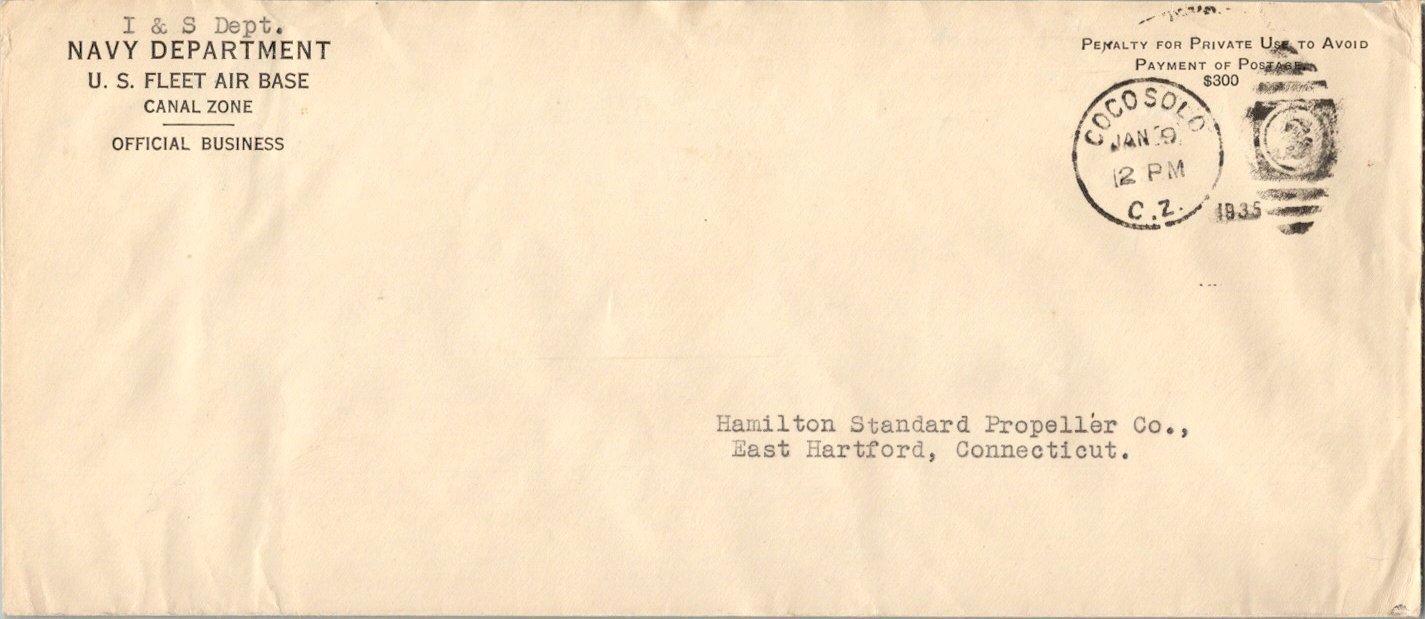 I & S Dept.
NAVY DEPARTMENT
U. S. FLEET AIR BASE
CANAL ZONE
OFFICIAL BUSINESS
PENALTY FOR PRIVATE USE TO AVOID
PAYMENT OF POSTAGE,
$300
COCO SOLO
JAN 9
12 PM
C.Z.
1935
Hamilton Standard Propeller Co.,
East Hartford, Connecticut.